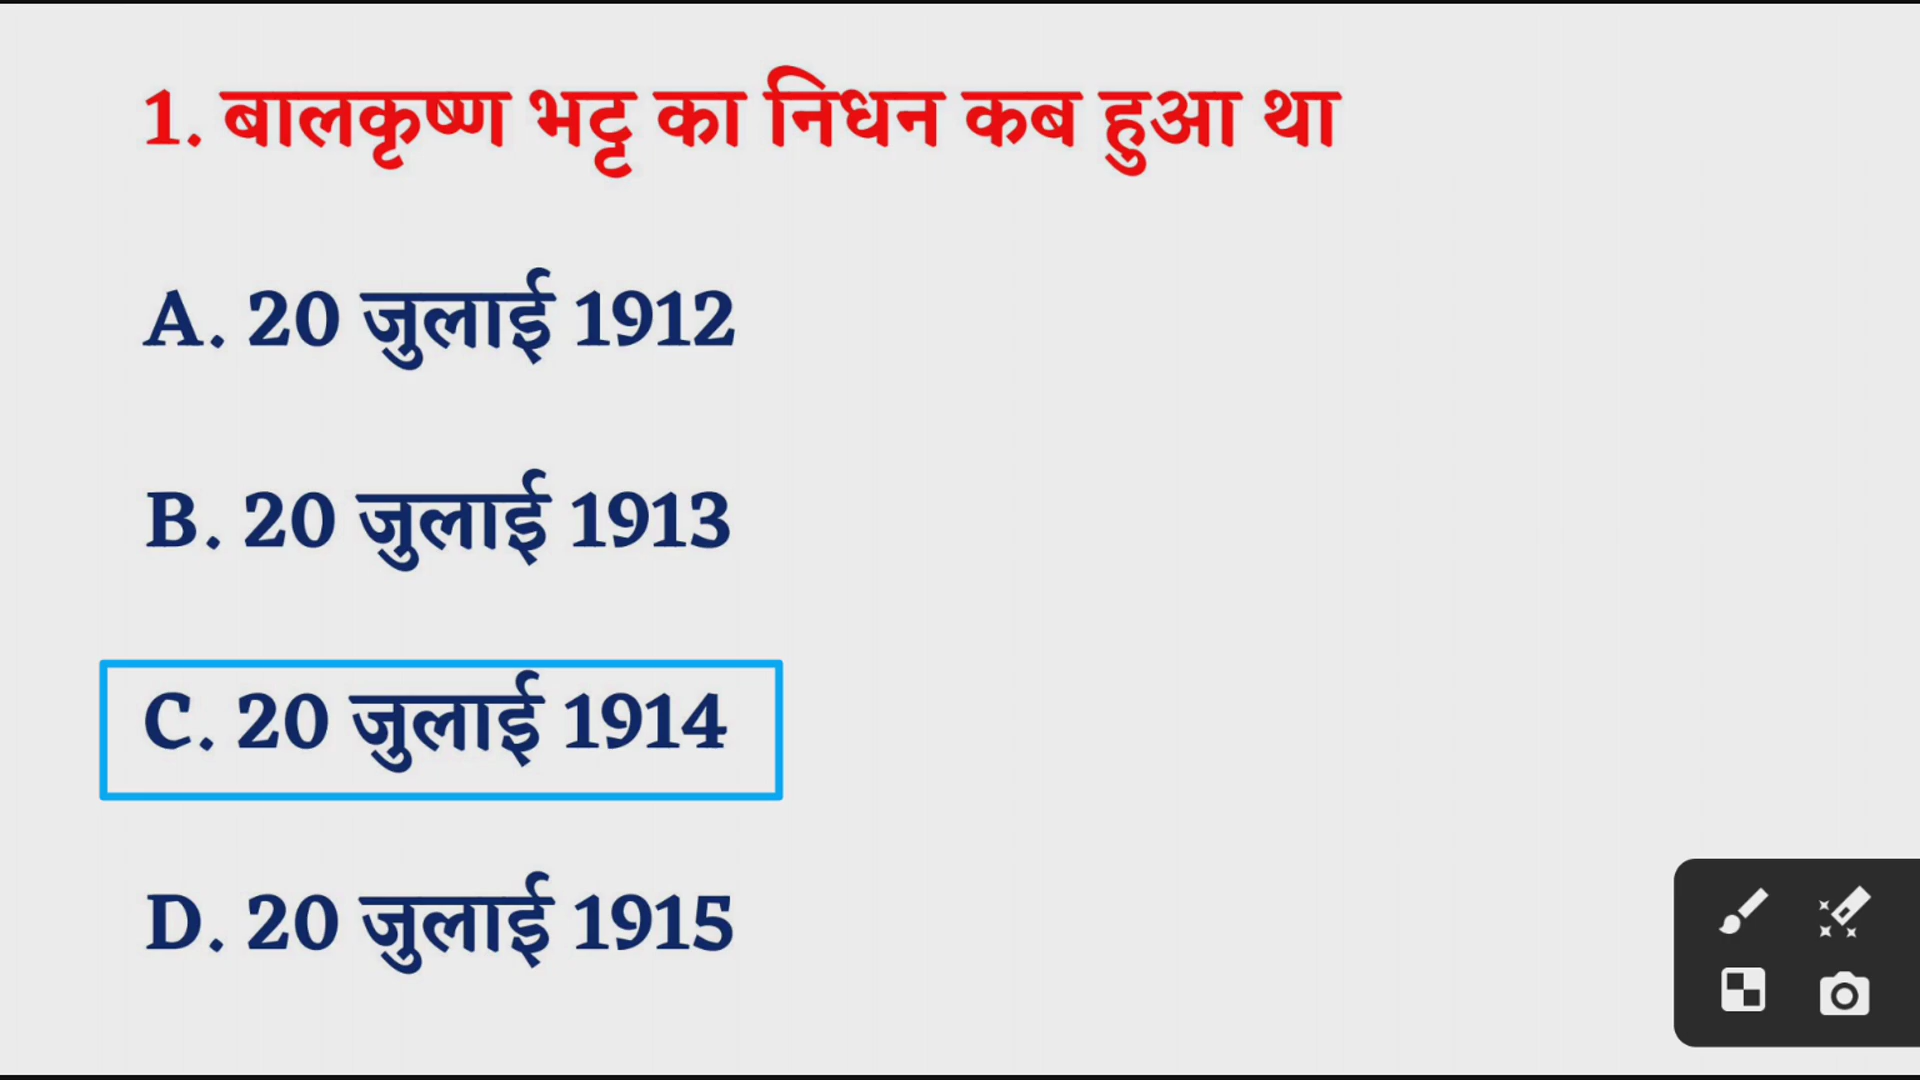 1. बालकृष्ण भट्ट का निधन कब हुआ था
A. 20 जुलाई 1912
B. 20 जुलाई 1913
C. 20 जुलाई 1914
D. 20 जुलाई 1915